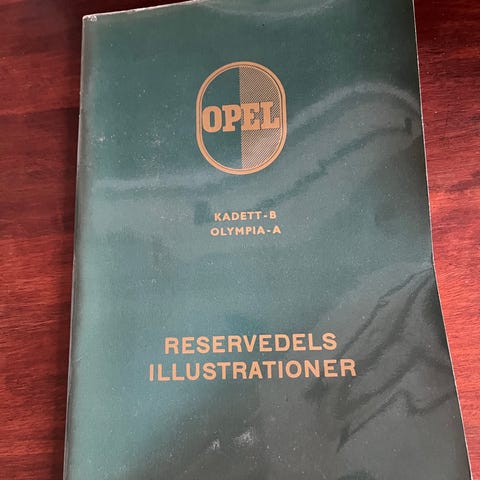 OPEL
KADETT-B
OLYMPIA-A
RESERVEDELS
ILLUSTRATIONER